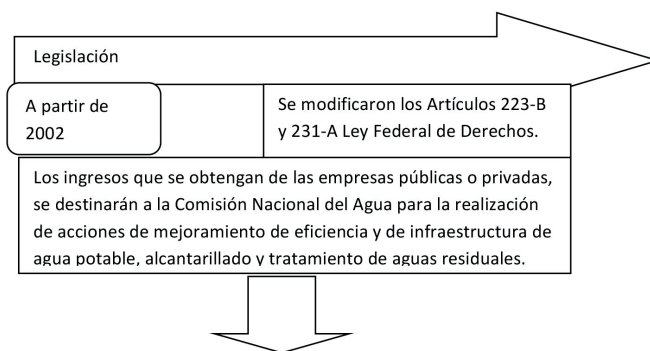 Legislación
A partir de
2002
Se modificaron los Artículos 223-B
y 231-A Ley Federal de Derechos.
Los ingresos que se obtengan de las empresas públicas o privadas,
se destinarán a la Comisión Nacional del Agua para la realización
de acciones de mejoramiento de eficiencia y de infraestructura de
agua potable, alcantarillado y tratamiento de aguas residuales.